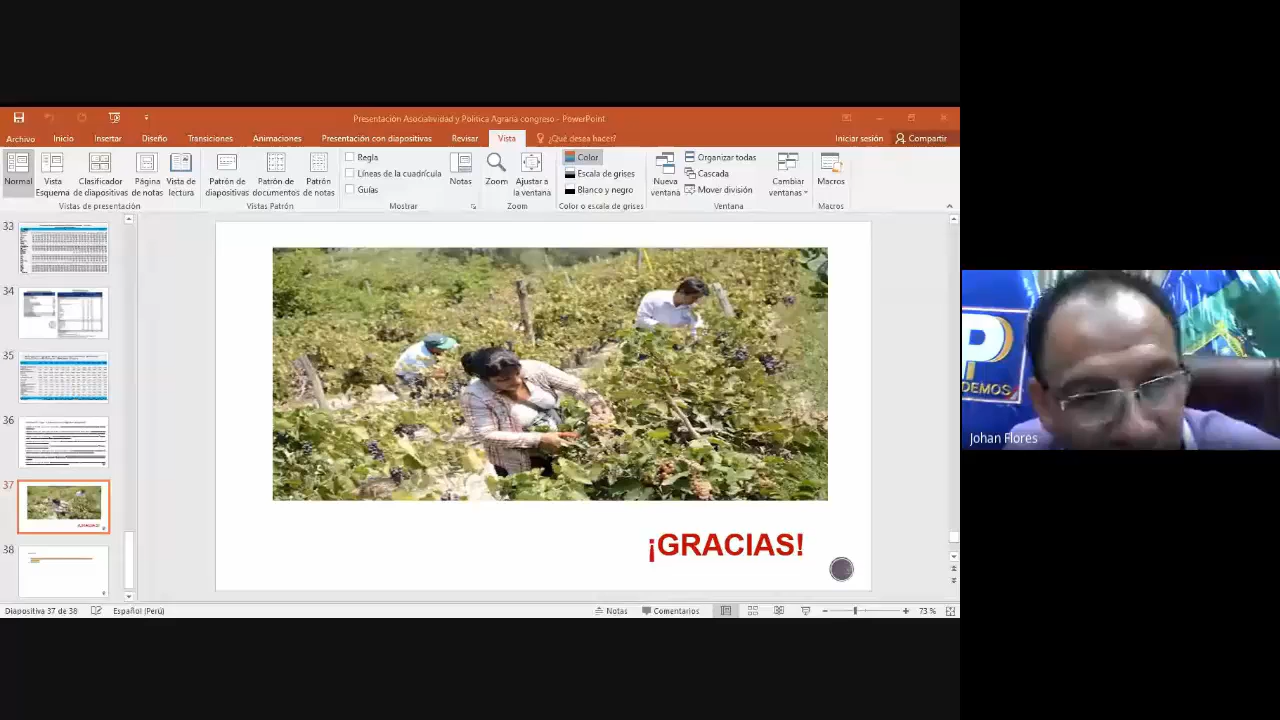 Presentación Asociatividad y Politica Agraria congreso - PowerPoint
Archivo Inicio Insertar Diseño Transiciones Animaciones Presentación con diapositivas Revisar Vista ¿Qué desea hacer? Iniciar sesión Compartir
Normal
Vista Esquema
Clasificador de diapositivas
Página de notas
Vista de lectura
Vistas de presentación
Patrón de diapositivas
Patrón de documentos
Patrón de notas
Vistas Patrón
Regla
Líneas de la cuadrícula
Guías
Mostrar
Notas
Zoom
Ajustar a la ventana
Zoom
Color
Escala de grises
Blanco y negro
Color o escala de grises
Nueva ventana
Organizar todas
Cascada
Mover división
Cambiar ventanas
Ventana
Macros
Macros
33
34
35
36
37
38
¡GRACIAS!
P
DEMOS
Johan Flores
Diapositiva 37 de 38 Español (Perú) Notas Comentarios 73 %